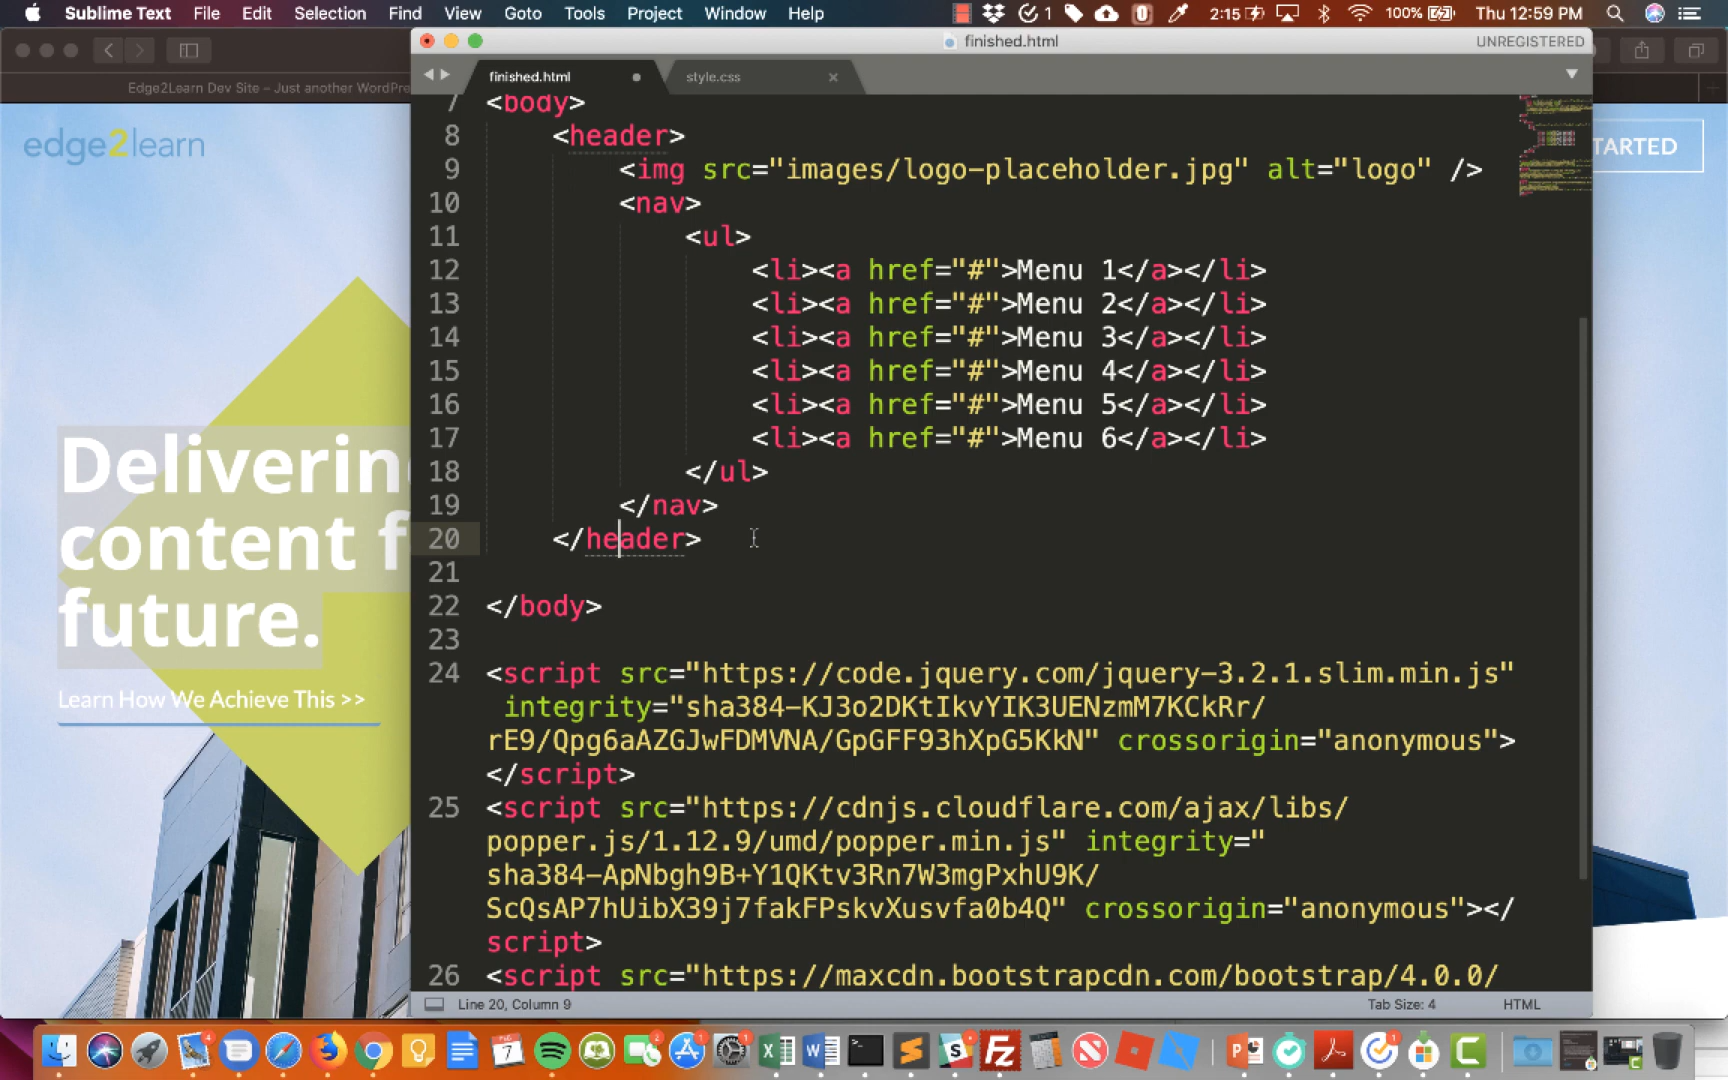 Sublime Text File Edit Selection Find View Goto Tools Project Window Help 1 2:15 100% Thu 12:59 PM
finished.html UNREGISTERED
finished.html style.css
Edge2Learn Dev Site – Just another WordPre
edge2learn
TARTED
Delivering
content f
future.
Learn How We Achieve This >>
7 <body>
8 <header>
9 <img src="images/logo-placeholder.jpg" alt="logo" />
10 <nav>
11 <ul>
12 <li><a href="#">Menu 1</a></li>
13 <li><a href="#">Menu 2</a></li>
14 <li><a href="#">Menu 3</a></li>
15 <li><a href="#">Menu 4</a></li>
16 <li><a href="#">Menu 5</a></li>
17 <li><a href="#">Menu 6</a></li>
18 </ul>
19 </nav>
20 </header>
21
22 </body>
23
24 <script src="https://code.jquery.com/jquery-3.2.1.slim.min.js"
integrity="sha384-KJ3o2DKtIkvYIK3UENzmM7KCkRr/
rE9/Qpg6aAZGJwFDMVNA/GpGFF93hXpG5KkN" crossorigin="anonymous">
</script>
25 <script src="https://cdnjs.cloudflare.com/ajax/libs/
popper.js/1.12.9/umd/popper.min.js" integrity="
sha384-ApNbgh9B+Y1QKtv3Rn7W3mgPxhU9K/
ScQsAP7hUibX39j7fakFPskvXusvfa0b4Q" crossorigin="anonymous"></
script>
26 <script src="https://maxcdn.bootstrapcdn.com/bootstrap/4.0.0/
Line 20, Column 9 Tab Size: 4 HTML